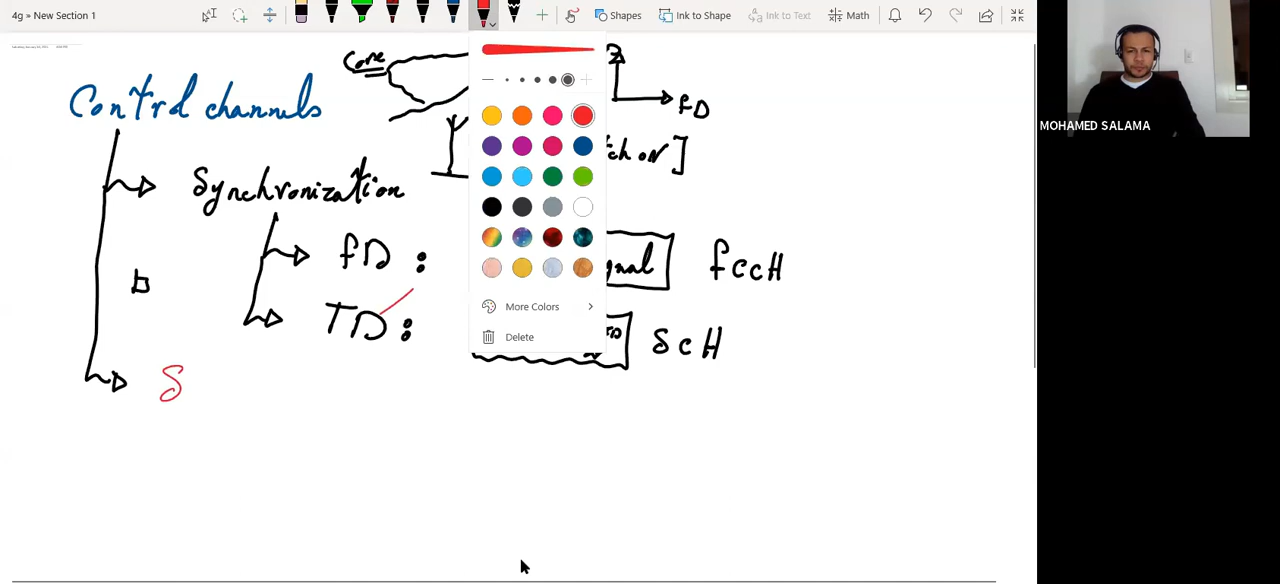 4g » New Section 1
Shapes
Ink to Shape
Ink to Text
Math
MOHAMED SALAMA
Core
Control channels
fD
Synchronization
fD :
fccH
TD :
ScH
S
More Colors
Delete